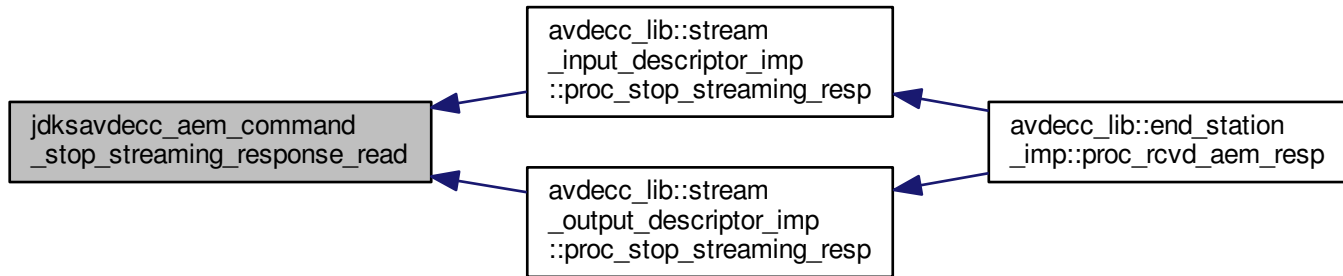 jdksavdecc_aem_command
_stop_streaming_response_read
avdecc_lib::stream
_input_descriptor_imp
::proc_stop_streaming_resp
avdecc_lib::stream
_output_descriptor_imp
::proc_stop_streaming_resp
avdecc_lib::end_station
_imp::proc_rcvd_aem_resp